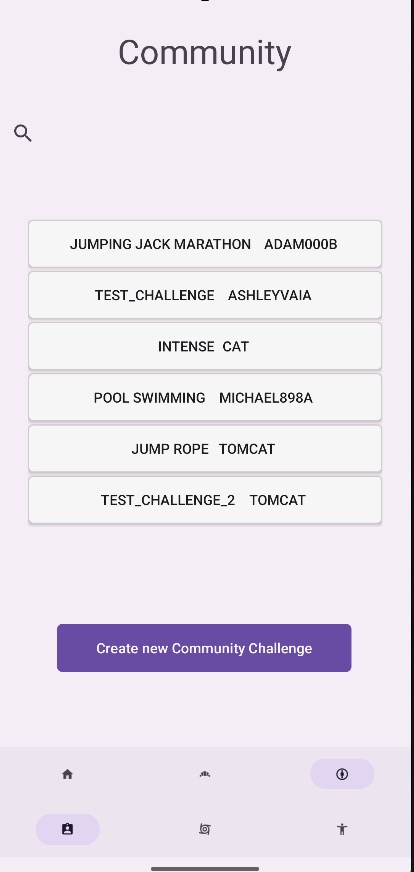 Community
JUMPING JACK MARATHON ADAM000B
TEST_CHALLENGE ASHLEYVAIA
INTENSE CAT
POOL SWIMMING MICHAEL898A
JUMP ROPE TOMCAT
TEST_CHALLENGE_2 TOMCAT
Create new Community Challenge